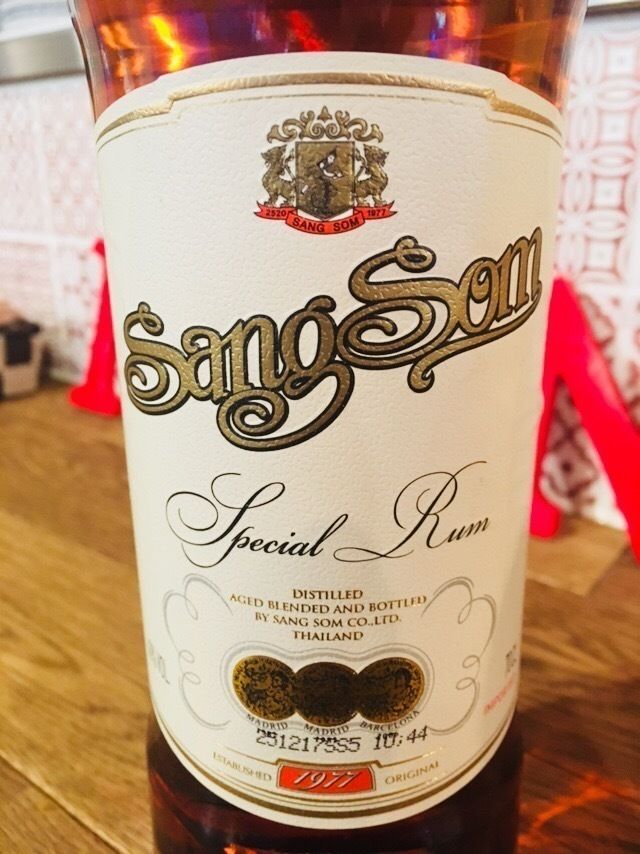 2520 SANG SOM 1977
SangSom
Special Rum
DISTILLED
AGED BLENDED AND BOTTLED
BY SANG SOM CO.,LTD.
THAILAND
MADRID MADRID BARCELONA
231217SS5 10:44
ESTABLISHED 1977 ORIGINAL